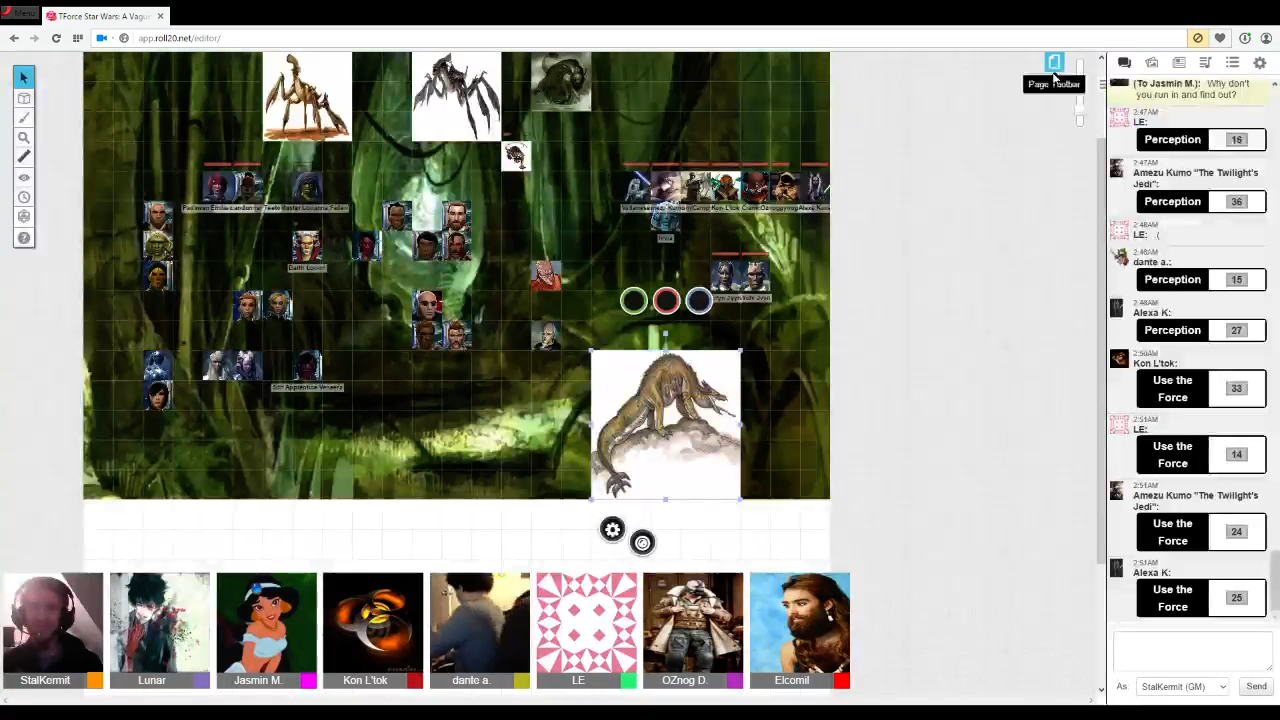 Menu
TForce Star Wars: A Vagu
app.roll20.net/editor/
Page Toolbar
(To Jasmin M.): Why don't
you run in and find out?
2:47AM
LE:
Perception 16
2:47AM
Amezu Kumo "The Twilight's
Jedi":
Perception 36
2:48AM
LE: :(
2:48AM
dante a.:
Perception 15
2:48AM
Alexa K:
Perception 27
2:50AM
Kon L'tok:
Use the
Force 33
2:51AM
LE:
Use the
Force 14
2:51AM
Amezu Kumo "The Twilight's
Jedi":
Use the
Force 24
2:51AM
Alexa K:
Use the
Force 25
Sith Apprentice
StalKermit
Lunar
Jasmin M.
Kon L'tok
dante a.
LE
OZnog D.
Elcomil
As: StalKermit (GM)
Send